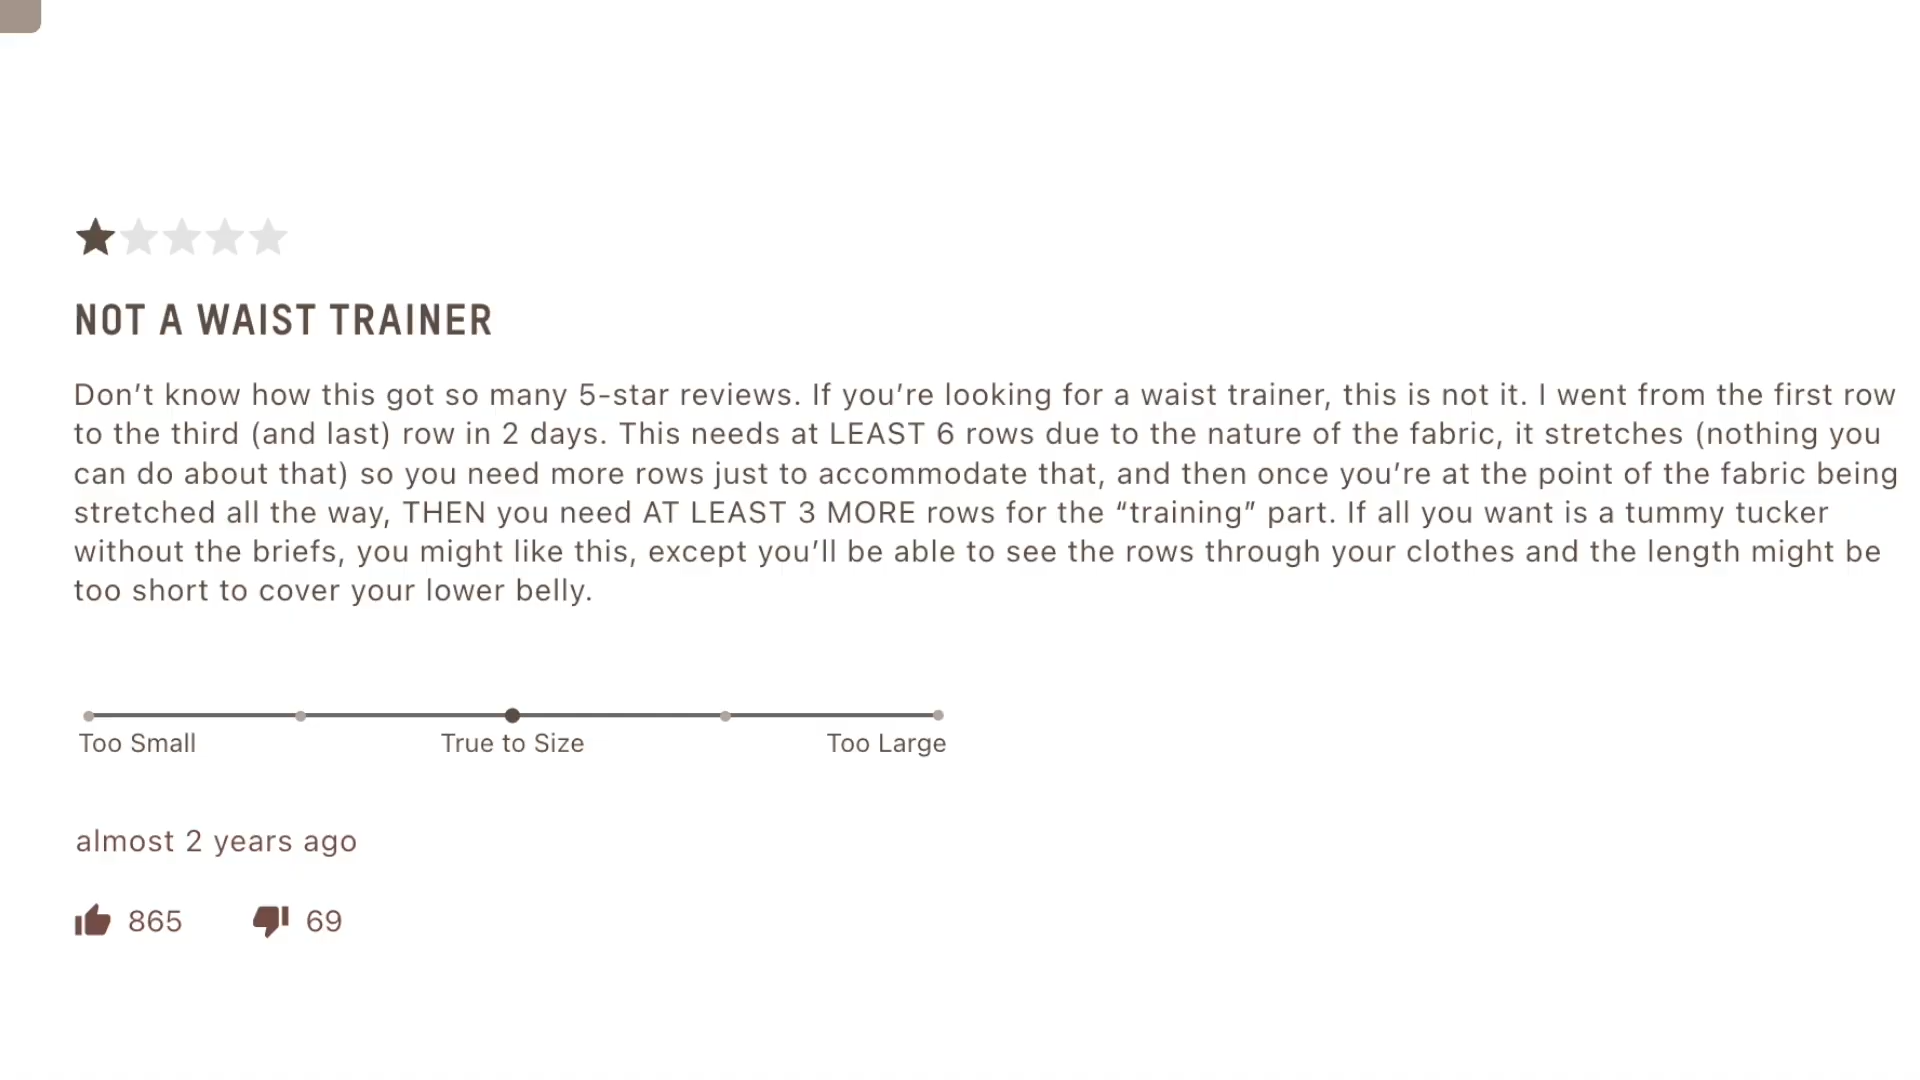 NOT A WAIST TRAINER
Don’t know how this got so many 5-star reviews. If you’re looking for a waist trainer, this is not it. I went from the first row
to the third (and last) row in 2 days. This needs at LEAST 6 rows due to the nature of the fabric, it stretches (nothing you
can do about that) so you need more rows just to accommodate that, and then once you’re at the point of the fabric being
stretched all the way, THEN you need AT LEAST 3 MORE rows for the “training” part. If all you want is a tummy tucker
without the briefs, you might like this, except you’ll be able to see the rows through your clothes and the length might be
too short to cover your lower belly.
Too Small True to Size Too Large
almost 2 years ago
865 69